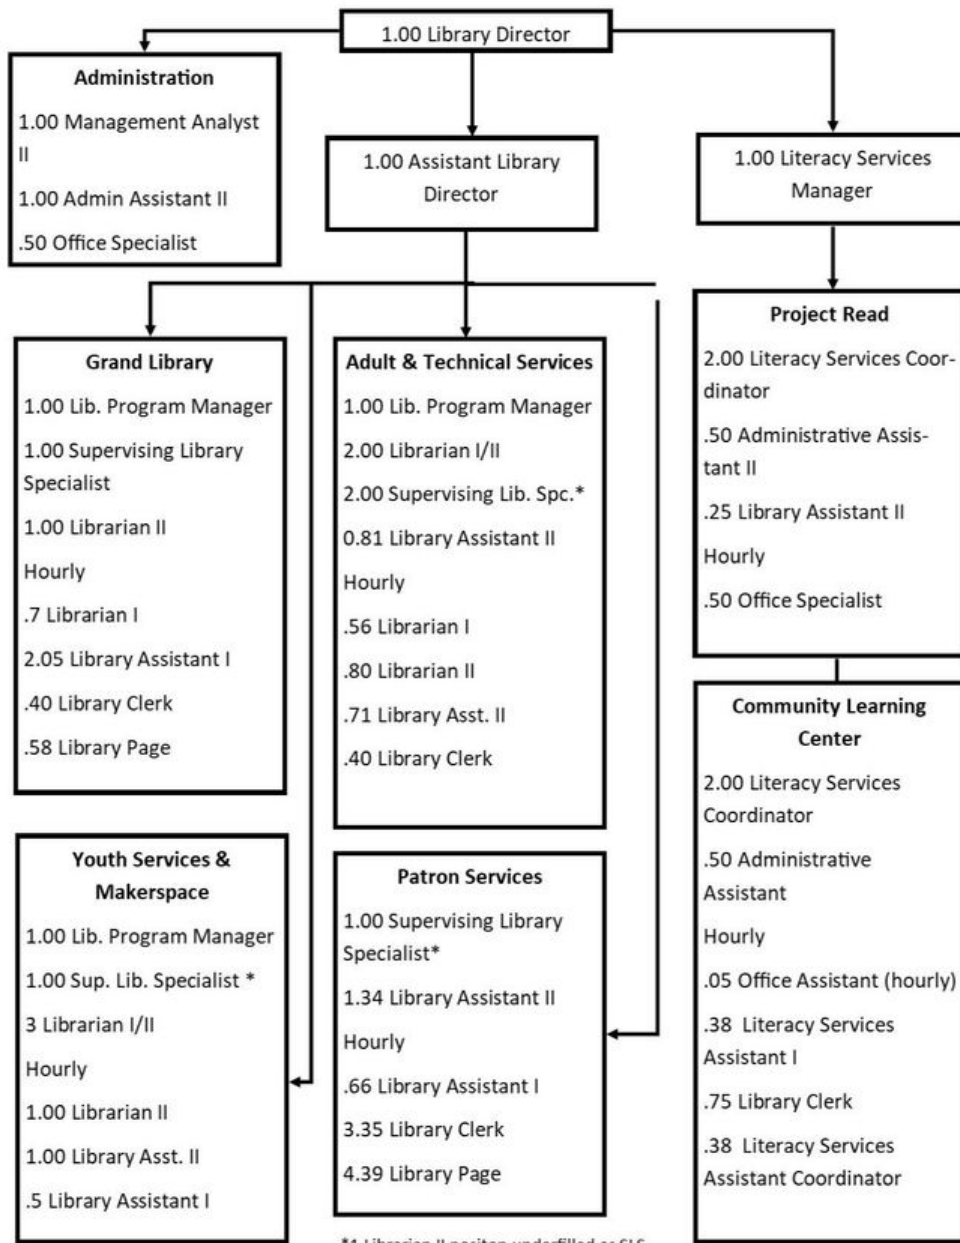 1.00 Library Director
Administration
1.00 Management Analyst
II
1.00 Admin Assistant II
.50 Office Specialist
1.00 Assistant Library
Director
1.00 Literacy Services
Manager
Grand Library
1.00 Lib. Program Manager
1.00 Supervising Library
Specialist
1.00 Librarian II
Hourly
.7 Librarian I
2.05 Library Assistant I
.40 Library Clerk
.58 Library Page
Adult & Technical Services
1.00 Lib. Program Manager
2.00 Librarian I/II
2.00 Supervising Lib. Spc.*
0.81 Library Assistant II
Hourly
.56 Librarian I
.80 Librarian II
.71 Library Asst. II
.40 Library Clerk
Project Read
2.00 Literacy Services Coor-
dinator
.50 Administrative Assis-
tant II
.25 Library Assistant II
Hourly
.50 Office Specialist
Youth Services &
Makerspace
1.00 Lib. Program Manager
1.00 Sup. Lib. Specialist *
3 Librarian I/II
Hourly
1.00 Librarian II
1.00 Library Asst. II
.5 Library Assistant I
Patron Services
1.00 Supervising Library
Specialist*
1.34 Library Assistant II
Hourly
.66 Library Assistant I
3.35 Library Clerk
4.39 Library Page
Community Learning
Center
2.00 Literacy Services
Coordinator
.50 Administrative
Assistant
Hourly
.05 Office Assistant (hourly)
.38 Literacy Services
Assistant I
.75 Library Clerk
.38 Literacy Services
Assistant Coordinator
*1 Librarian II positon underfilled as SLS